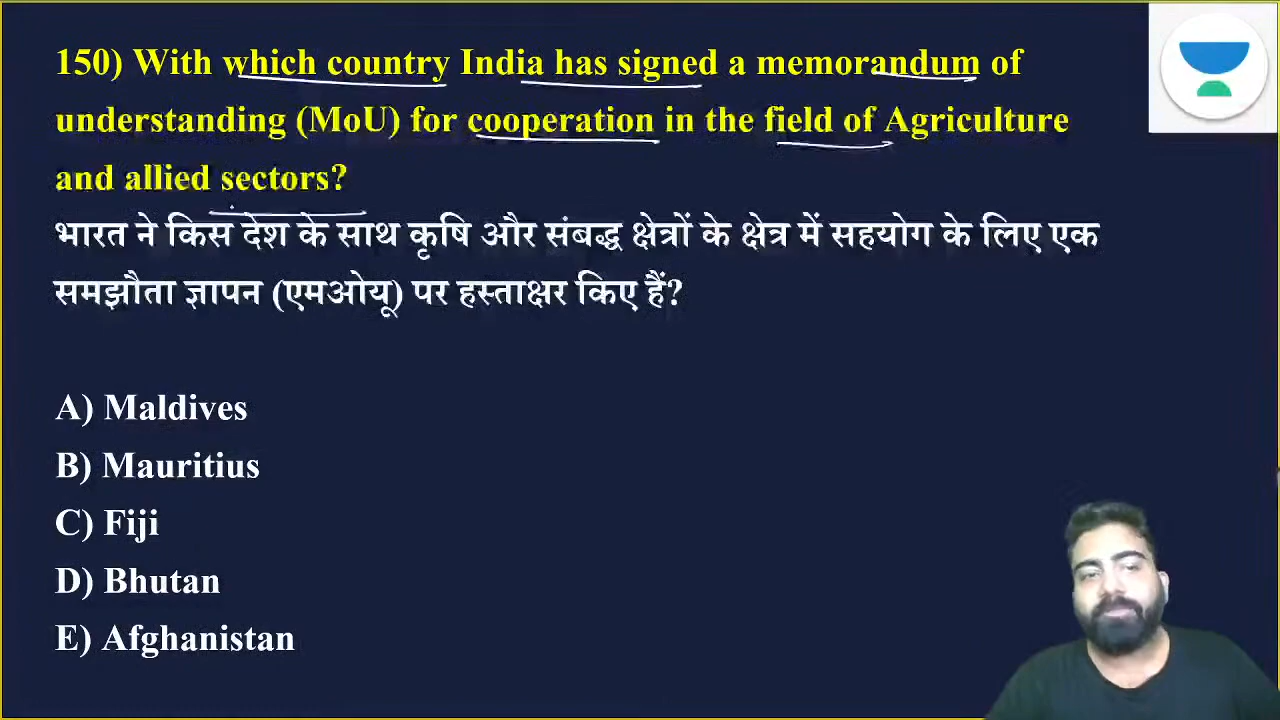 150) With which country India has signed a memorandum of
understanding (MoU) for cooperation in the field of Agriculture
and allied sectors?
भारत ने किस देश के साथ कृषि और संबद्ध क्षेत्रों के क्षेत्र में सहयोग के लिए एक
समझौता ज्ञापन (एमओयू) पर हस्ताक्षर किए हैं?
A) Maldives
B) Mauritius
C) Fiji
D) Bhutan
E) Afghanistan